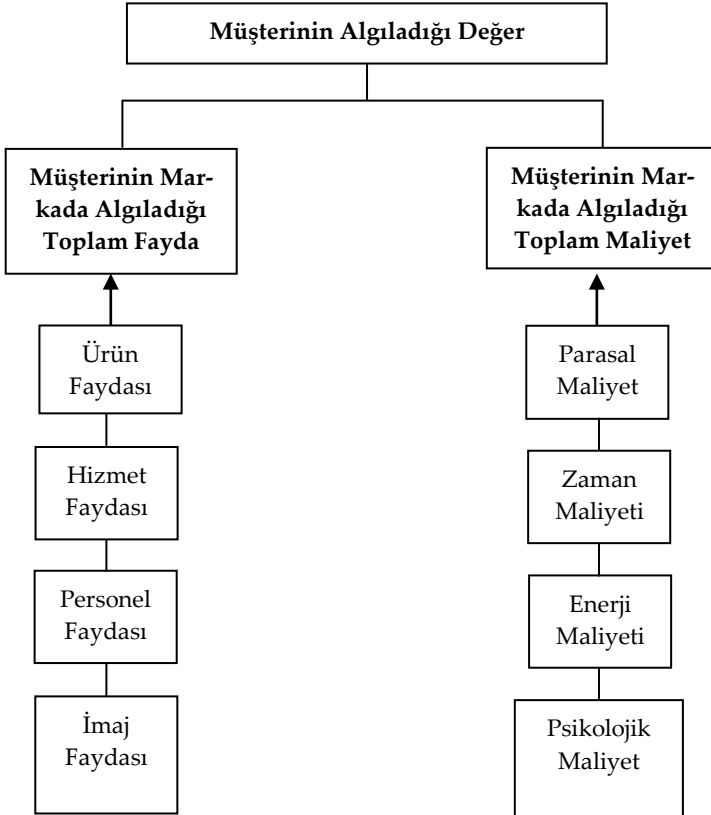 Müşterinin Algıladığı Değer
Müşterinin Mar-
kada Algıladığı
Toplam Fayda
Müşterinin Mar-
kada Algıladığı
Toplam Maliyet
Ürün
Faydası
Parasal
Maliyet
Hizmet
Faydası
Zaman
Maliyeti
Personel
Faydası
Enerji
Maliyeti
İmaj
Faydası
Psikolojik
Maliyet